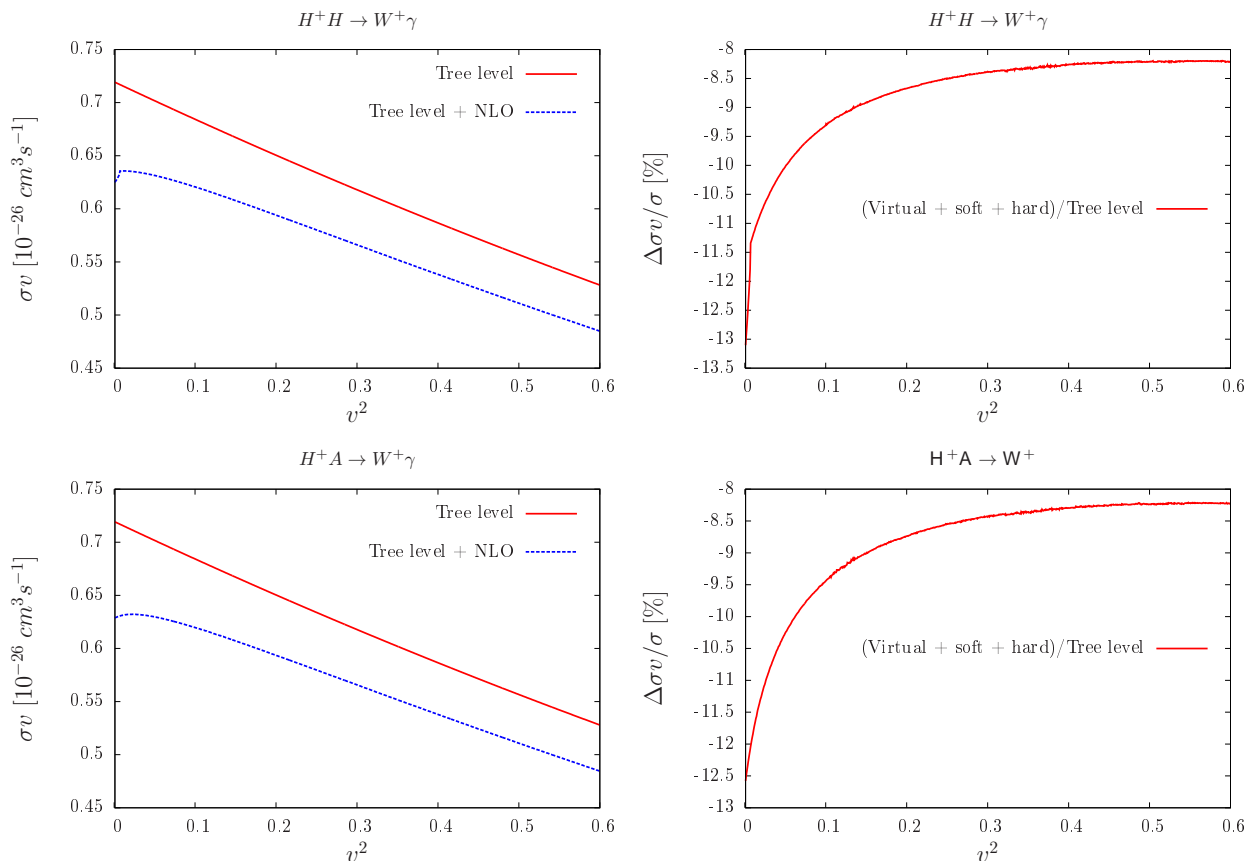 H⁺H → W⁺γ
σv [10⁻²⁶ cm³s⁻¹]
0.75
0.7
0.65
0.6
0.55
0.5
0.45
Tree level
Tree level + NLO
0 0.1 0.2 0.3 0.4 0.5 0.6
v²
H⁺H → W⁺γ
Δσv/σ [%]
-8
-8.5
-9
-9.5
-10
-10.5
-11
-11.5
-12
-12.5
-13
-13.5
(Virtual + soft + hard)/Tree level
0 0.1 0.2 0.3 0.4 0.5 0.6
v²
H⁺A → W⁺γ
σv [10⁻²⁶ cm³s⁻¹]
0.75
0.7
0.65
0.6
0.55
0.5
0.45
Tree level
Tree level + NLO
0 0.1 0.2 0.3 0.4 0.5 0.6
v²
H⁺A → W⁺
Δσv/σ [%]
-8
-8.5
-9
-9.5
-10
-10.5
-11
-11.5
-12
-12.5
-13
(Virtual + soft + hard)/Tree level
0 0.1 0.2 0.3 0.4 0.5 0.6
v²